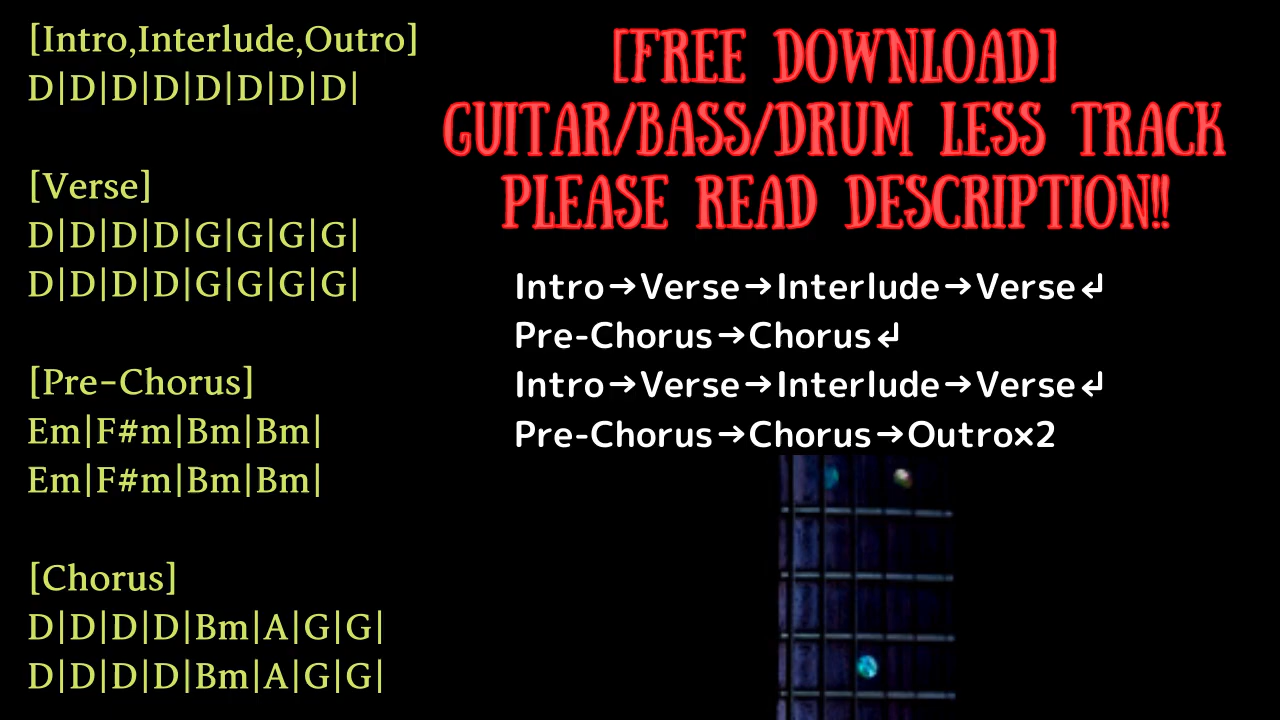 [Intro,Interlude,Outro]
D|D|D|D|D|D|D|D|
[Verse]
D|D|D|D|G|G|G|G|
D|D|D|D|G|G|G|G|
[Pre-Chorus]
Em|F#m|Bm|Bm|
Em|F#m|Bm|Bm|
[Chorus]
D|D|D|D|Bm|A|G|G|
D|D|D|D|Bm|A|G|G|
[FREE DOWNLOAD]
GUITAR/BASS/DRUM LESS TRACK
PLEASE READ DESCRIPTION!!
Intro→Verse→Interlude→Verse↲
Pre-Chorus→Chorus↲
Intro→Verse→Interlude→Verse↲
Pre-Chorus→Chorus→Outro×2